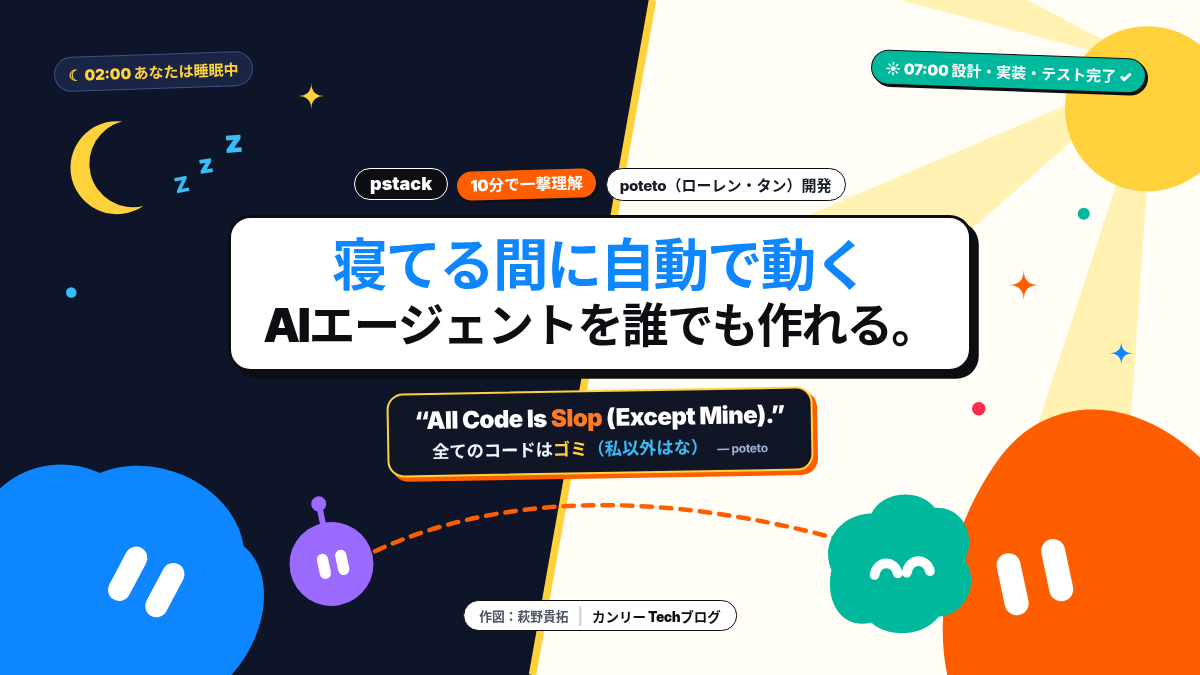 ☾ 02:00 あなたは睡眠中
☀ 07:00 設計・実装・テスト完了 ✓
z z z
pstack
10分で一撃理解
poteto（ローレン・タン）開発
寝てる間に自動で動く
AIエージェントを誰でも作れる。
“All Code Is Slop (Except Mine).”
全てのコードはゴミ（私以外はな） — poteto
作図：萩野貴拓 │ カンリー Techブログ